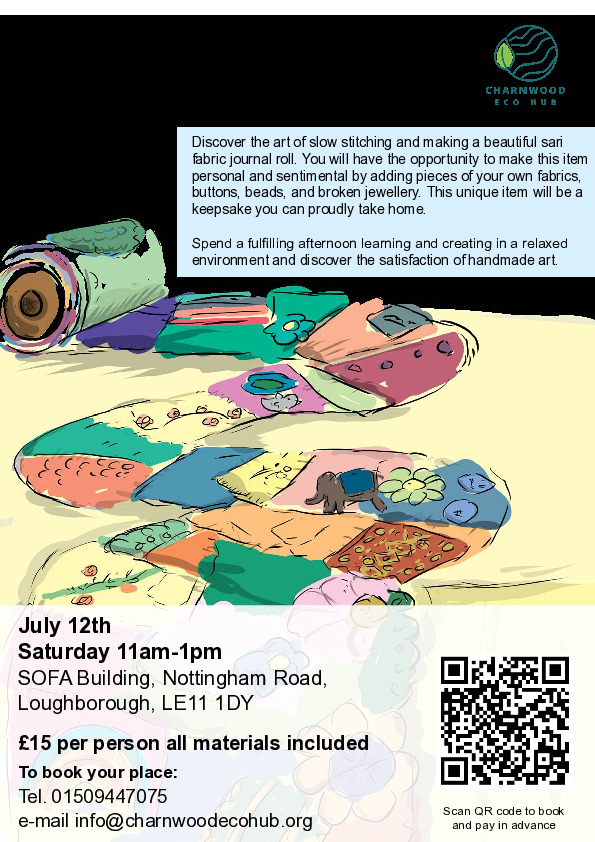 CHARNWOOD
ECO HUB
Discover the art of slow stitching and making a beautiful sari
fabric journal roll. You will have the opportunity to make this item
personal and sentimental by adding pieces of your own fabrics,
buttons, beads, and broken jewellery. This unique item will be a
keepsake you can proudly take home.
Spend a fulfilling afternoon learning and creating in a relaxed
environment and discover the satisfaction of handmade art.
July 12th
Saturday 11am-1pm
SOFA Building, Nottingham Road,
Loughborough, LE11 1DY
£15 per person all materials included
To book your place:
Tel. 01509447075
e-mail info@charnwoodecohub.org
Scan QR code to book
and pay in advance